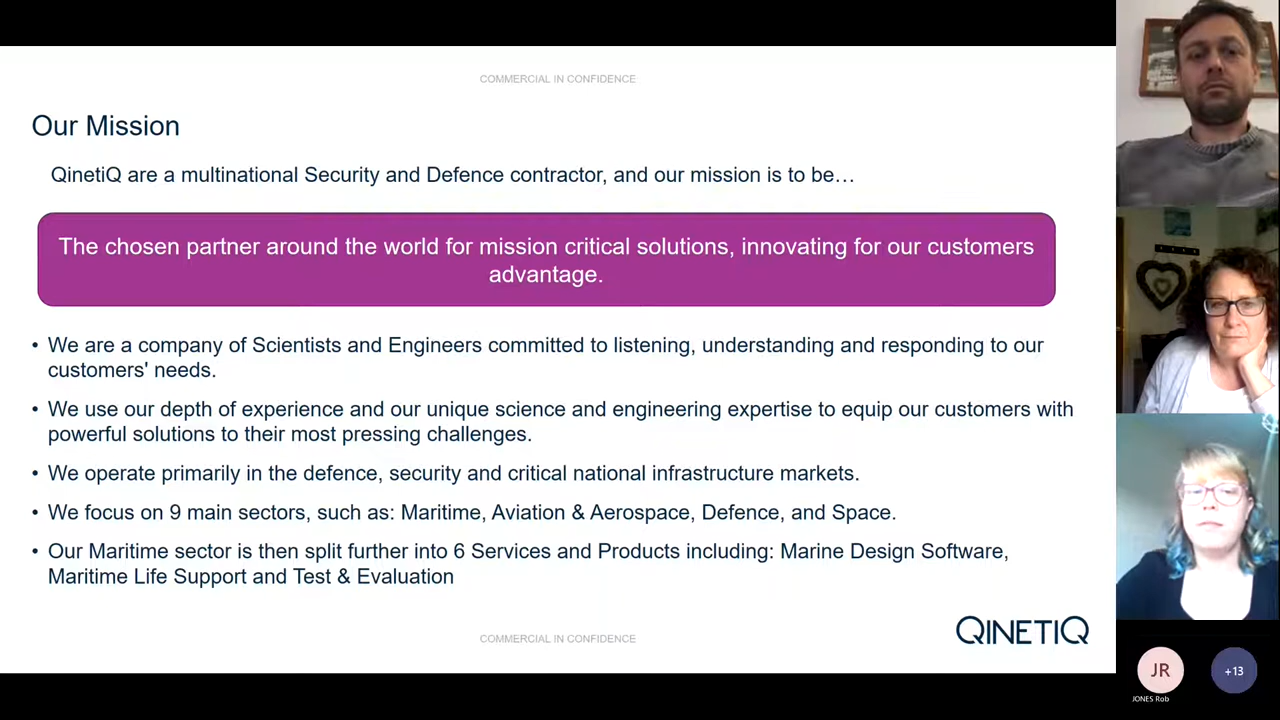 COMMERCIAL IN CONFIDENCE
Our Mission
QinetiQ are a multinational Security and Defence contractor, and our mission is to be…
The chosen partner around the world for mission critical solutions, innovating for our customers
advantage.
• We are a company of Scientists and Engineers committed to listening, understanding and responding to our
customers' needs.
• We use our depth of experience and our unique science and engineering expertise to equip our customers with
powerful solutions to their most pressing challenges.
• We operate primarily in the defence, security and critical national infrastructure markets.
• We focus on 9 main sectors, such as: Maritime, Aviation & Aerospace, Defence, and Space.
• Our Maritime sector is then split further into 6 Services and Products including: Marine Design Software,
Maritime Life Support and Test & Evaluation
COMMERCIAL IN CONFIDENCE
QINETIQ
JR
JONES Rob
+13